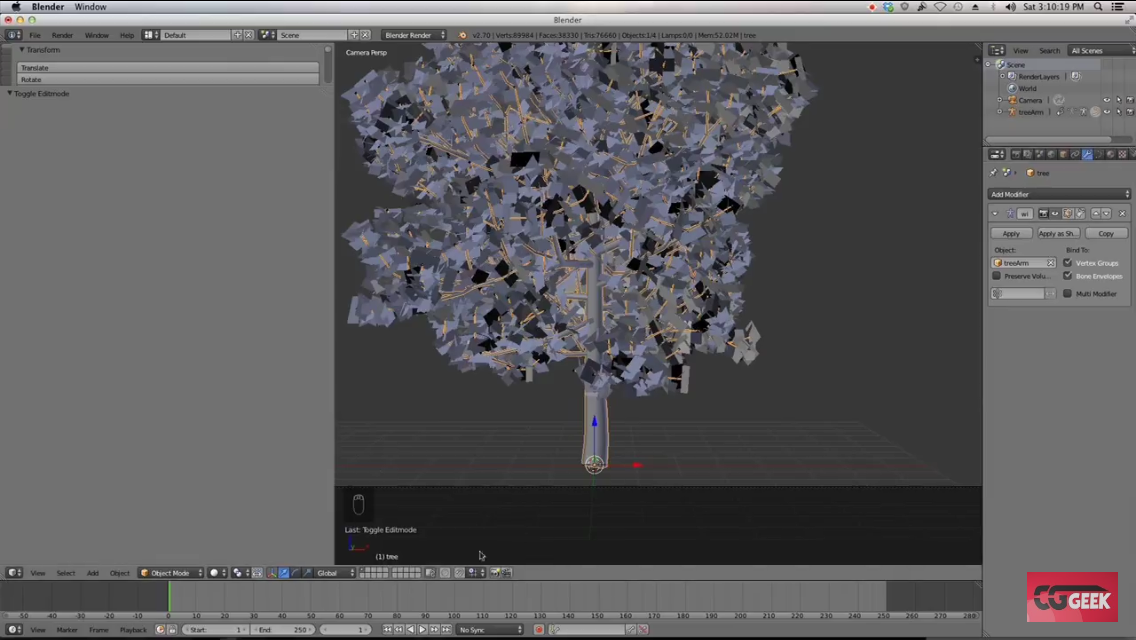 Blender Window
Sat 3:10:19 PM
Blender
File Render Window Help
Default
Scene
Blender Render
v2.70 | Verts:89984 | Faces:38330 | Tris:76660 | Objects:1/4 | Lamps:0/0 | Mem:52.02M | tree
Transform
Translate
Rotate
Toggle Editmode
Camera Persp
Last: Toggle Editmode
(1) tree
View Search All Scenes
Scene
RenderLayers
World
Camera
treeArm
tree
Add Modifier
Apply Apply as Sh... Copy
Object: Bind To:
treeArm Vertex Groups
Preserve Volu... Bone Envelopes
Multi Modifier
View Select Add Object Object Mode Global
0 10 20 30 40 50 60 70 80 90 100 110 120 130 140 150 160 170 180 190 200 210 220 230 240 250 260 270 280
View Marker Frame Playback Start: 1 End: 250 1 No Sync
CG
GEEK